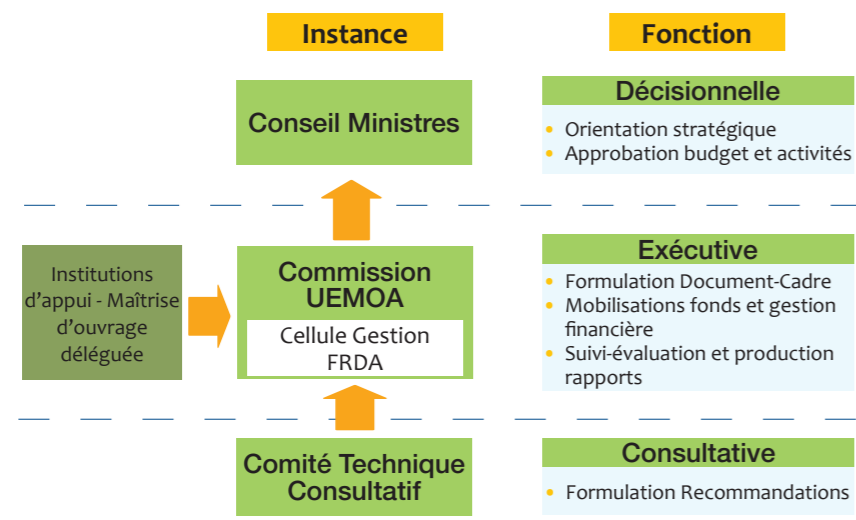 Instance
Fonction
Conseil Ministres
Décisionnelle
• Orientation stratégique
• Approbation budget et activités
Institutions
d'appui - Maîtrise
d'ouvrage
déléguée
Commission
UEMOA
Cellule Gestion
FRDA
Exécutive
• Formulation Document-Cadre
• Mobilisations fonds et gestion
financière
• Suivi-évaluation et production
rapports
Comité Technique
Consultatif
Consultative
• Formulation Recommandations